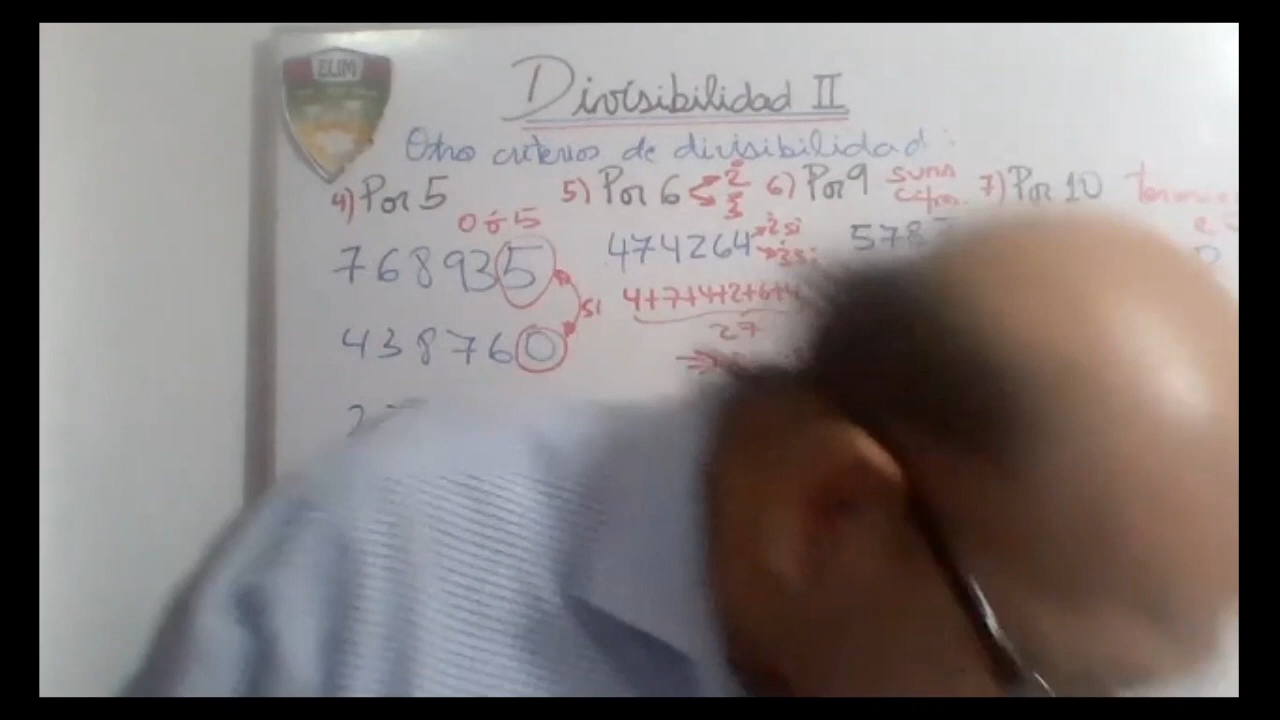 ELIM
Divisibilidad II
Otro criterios de divisibilidad:
4) Por 5 5) Por 6 2 3 6) Por 9 suma cifras. 7) Por 10
0 ó 5
768935 474264 2 si 3 si 578
4+7+4+2+6+4
si
27
438760